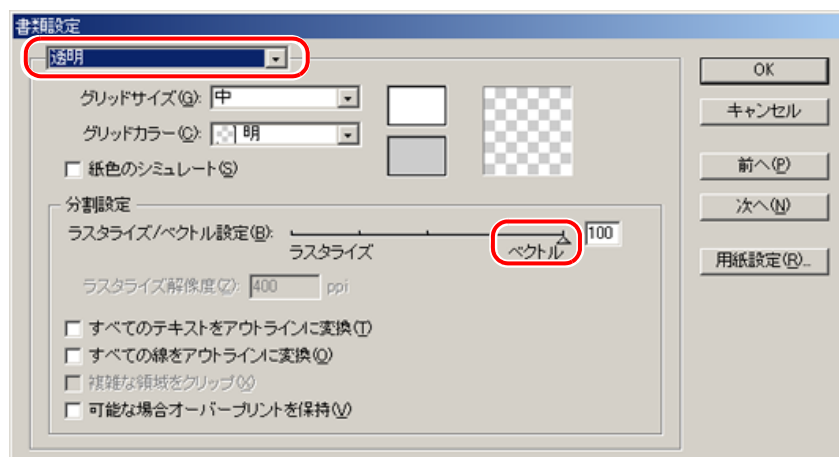 書類設定
透明
グリッドサイズ(G): 中
グリッドカラー(C): 明
紙色のシミュレート(S)
分割設定
ラスタライズ/ベクトル設定(B): 100
ラスタライズ ベクトル
ラスタライズ解像度(Z): 400 ppi
すべてのテキストをアウトラインに変換(T)
すべての線をアウトラインに変換(O)
複雑な領域をクリップ(X)
可能な場合オーバープリントを保持(V)
OK
キャンセル
前へ(P)
次へ(N)
用紙設定(R)...